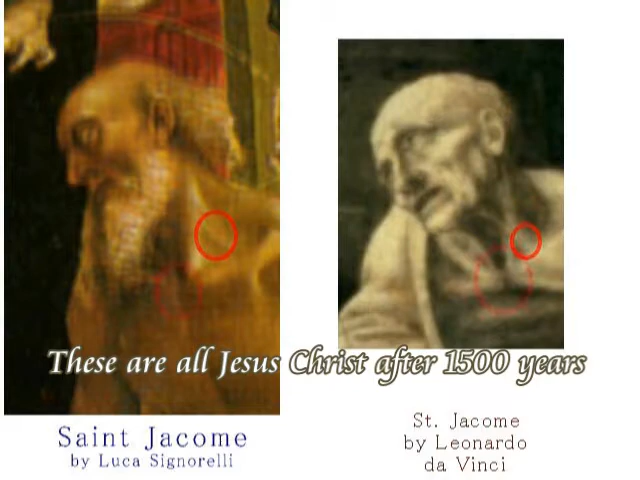 These are all Jesus Christ after 1500 years
Saint Jacome
by Luca Signorelli
St. Jacome
by Leonardo
da Vinci